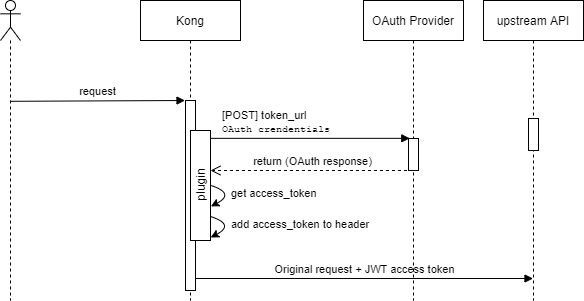 Kong
OAuth Provider
upstream API
request
[POST] token_url
OAuth crendentials
return (OAuth response)
plugin
get access_token
add access_token to header
Original request + JWT access token